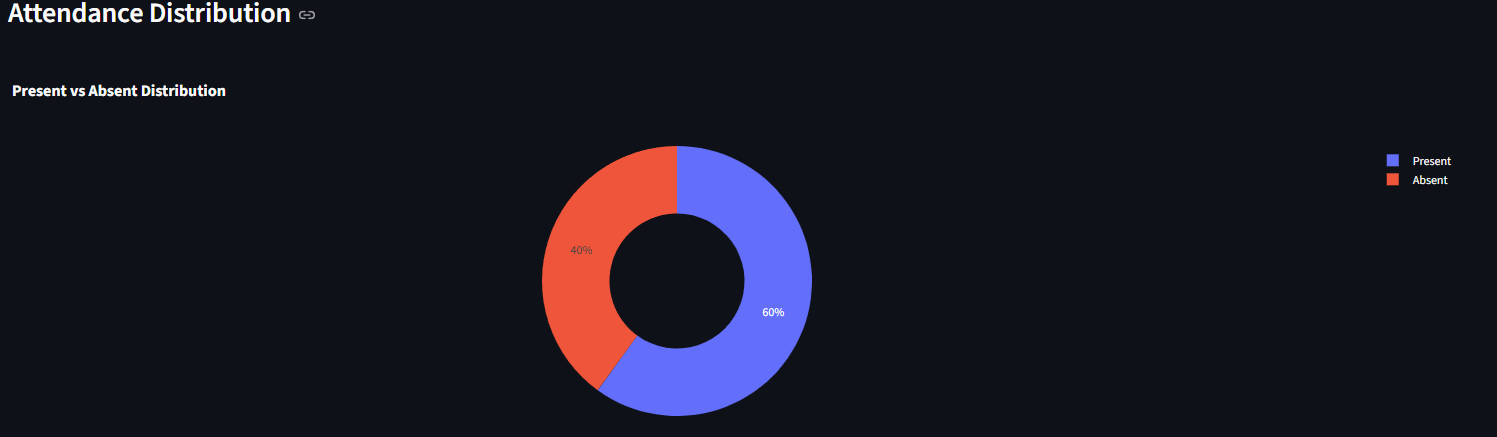 Attendance Distribution
Present vs Absent Distribution
Present
Absent
40%
60%